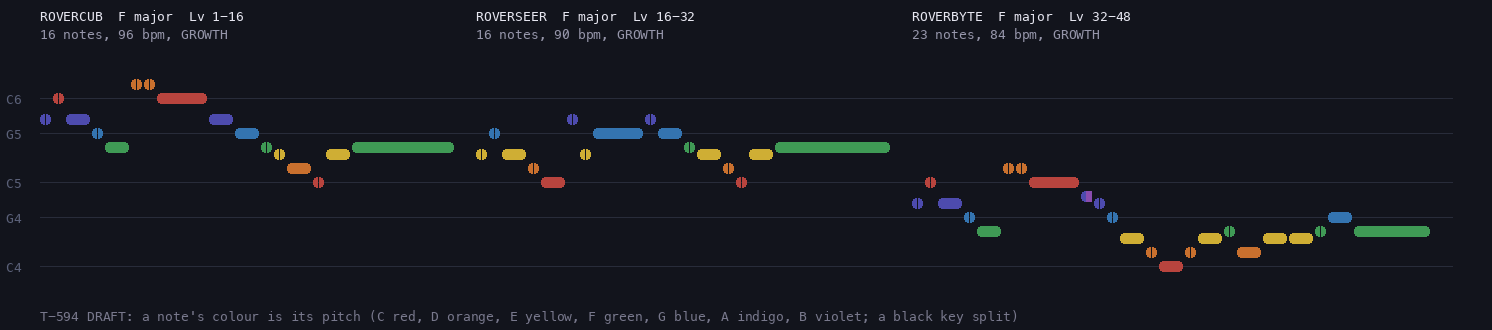 ROVERCUB F major Lv 1−16
16 notes, 96 bpm, GROWTH
ROVERSEER F major Lv 16−32
16 notes, 90 bpm, GROWTH
ROVERBYTE F major Lv 32−48
23 notes, 84 bpm, GROWTH
C6
G5
C5
G4
C4
T−594 DRAFT: a note's colour is its pitch (C red, D orange, E yellow, F green, G blue, A indigo, B violet; a black key split)